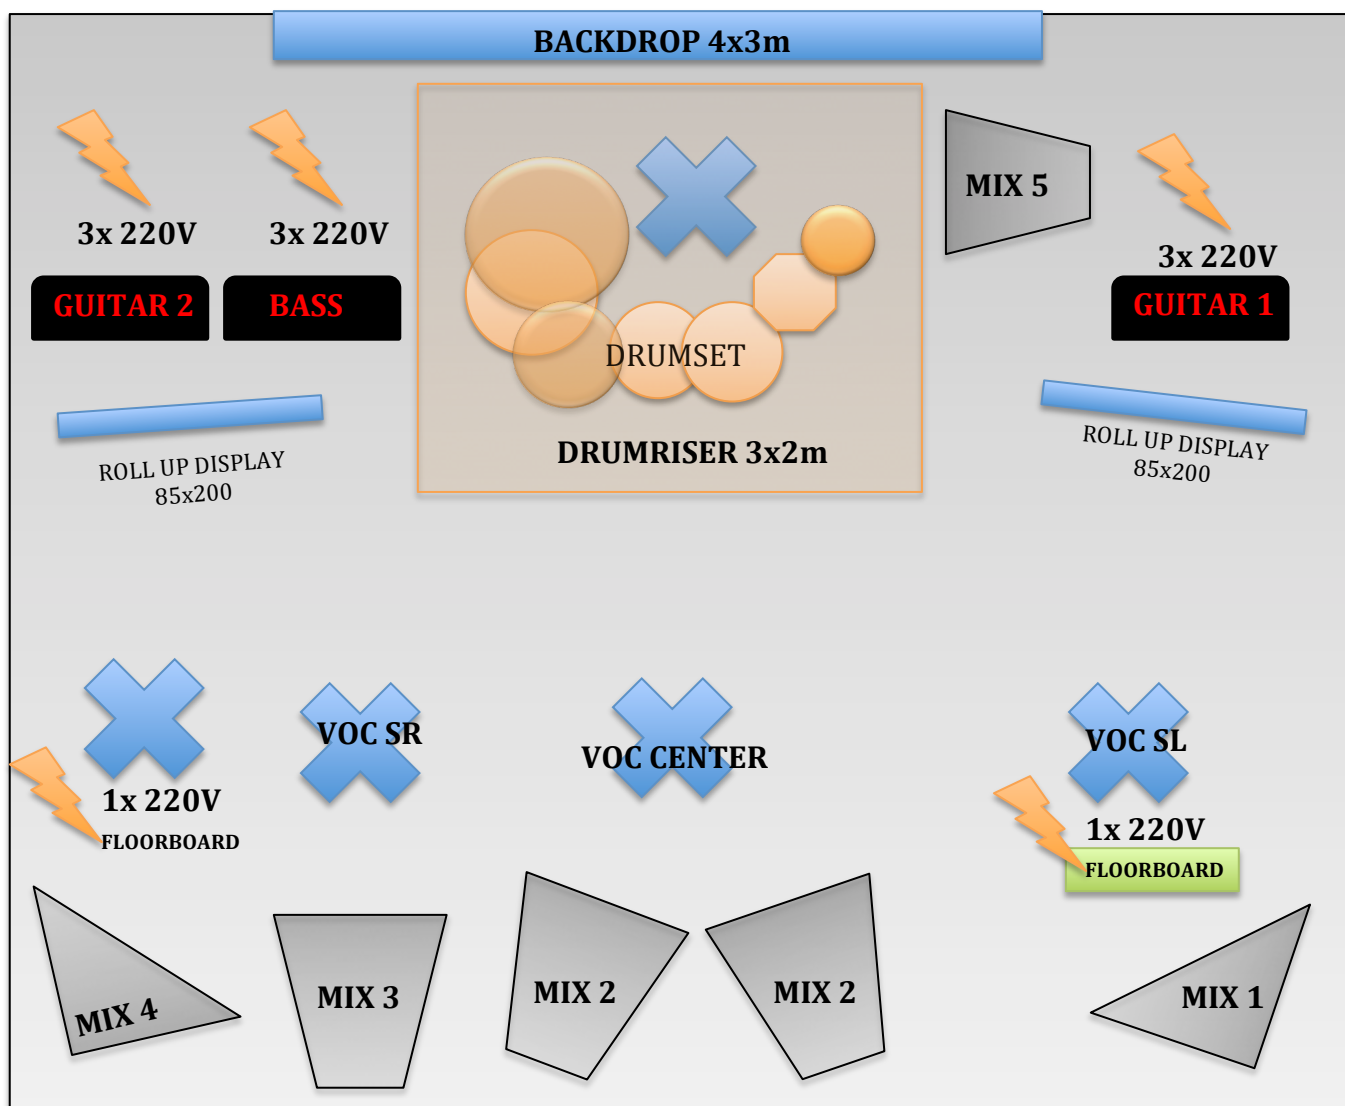 BACKDROP 4x3m
MIX 5
3x 220V
3x 220V
3x 220V
GUITAR 2
BASS
GUITAR 1
DRUMSET
DRUMRISER 3x2m
ROLL UP DISPLAY
85x200
ROLL UP DISPLAY
85x200
VOC SR
VOC CENTER
VOC SL
1x 220V
FLOORBOARD
1x 220V
FLOORBOARD
MIX 4
MIX 3
MIX 2
MIX 2
MIX 1